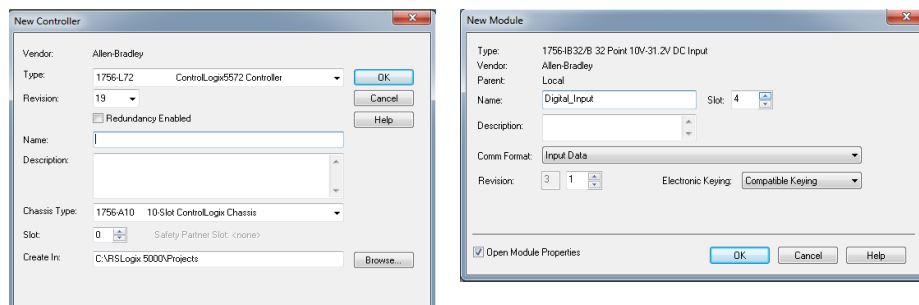 New Controller
Vendor: Allen-Bradley
Type: 1756-L72 ControlLogix5572 Controller
OK
Revision: 19
Cancel
Redundancy Enabled
Help
Name:
Description:
Chassis Type: 1756-A10 10-Slot ControlLogix Chassis
Slot: 0 Safety Partner Slot: <none>
Create In: C:\RSLogix 5000\Projects
Browse...
New Module
Type: 1756-IB32/B 32 Point 10V-31.2V DC Input
Vendor: Allen-Bradley
Parent: Local
Name: Digital_Input Slot: 4
Description:
Comm Format: Input Data
Revision: 3 1 Electronic Keying: Compatible Keying
Open Module Properties OK Cancel Help